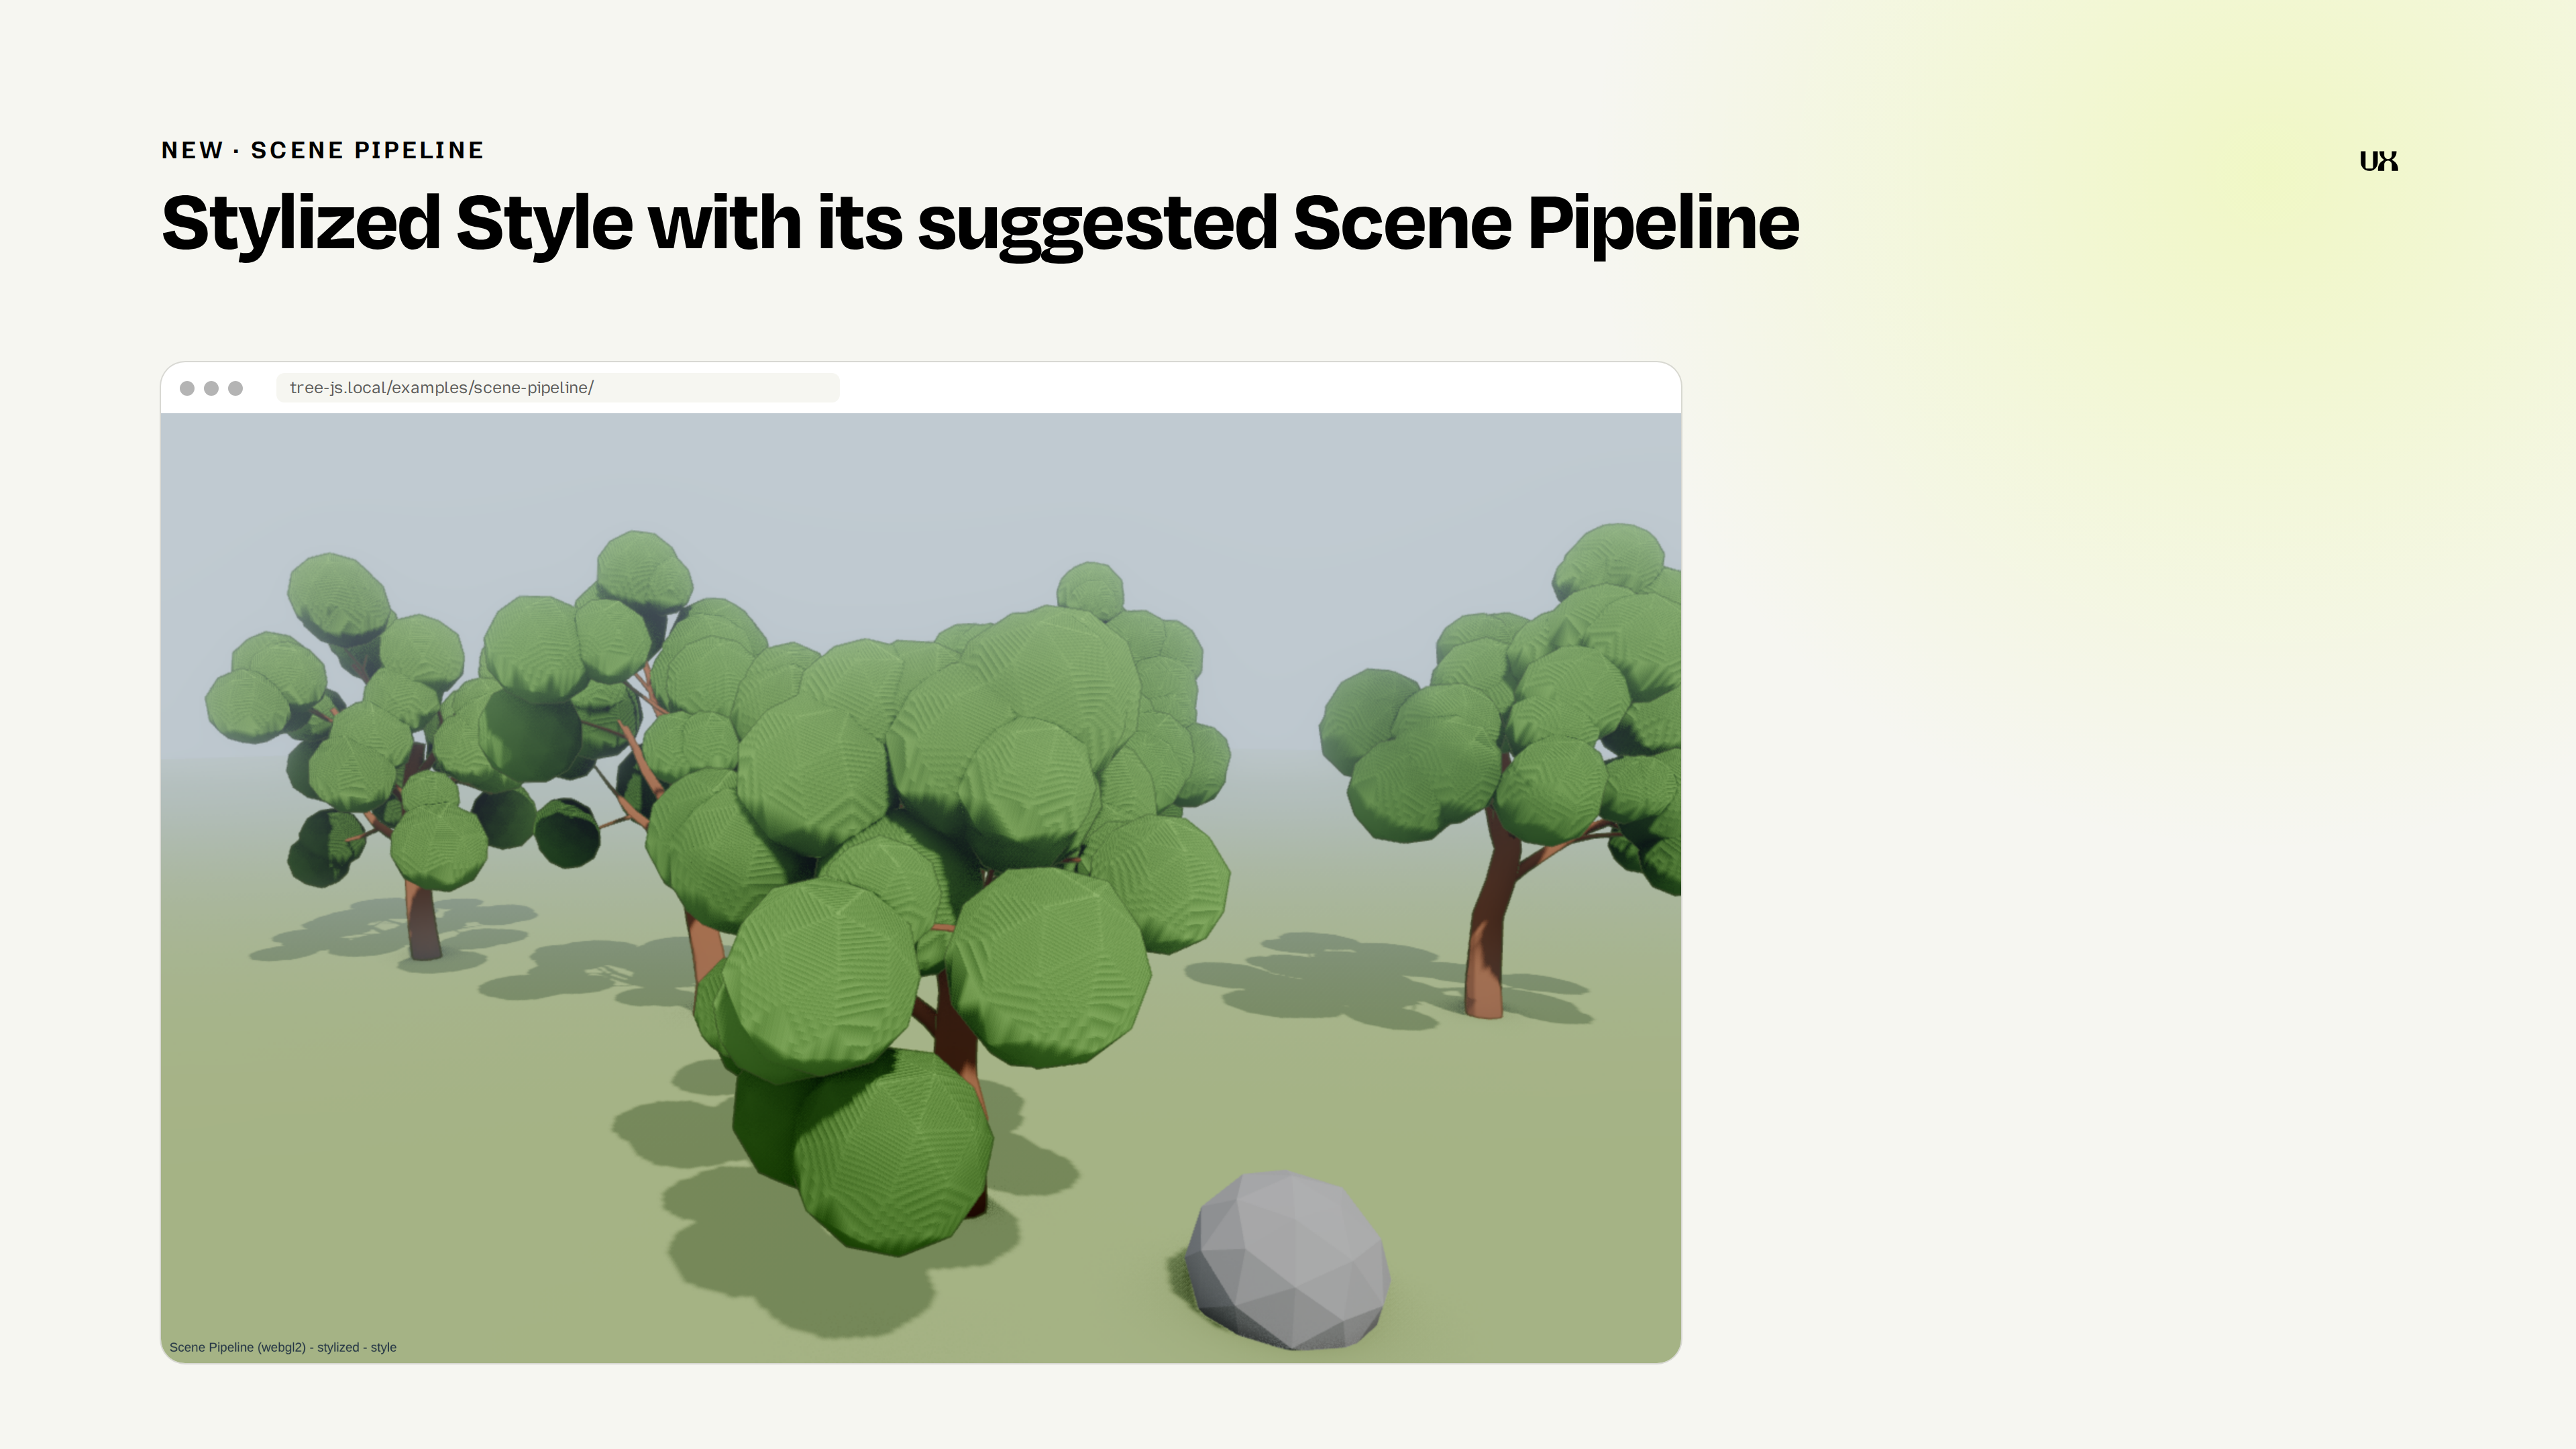 NEW · SCENE PIPELINE
UX
Stylized Style with its suggested Scene Pipeline
tree-js.local/examples/scene-pipeline/
Scene Pipeline (webgl2) - stylized - style